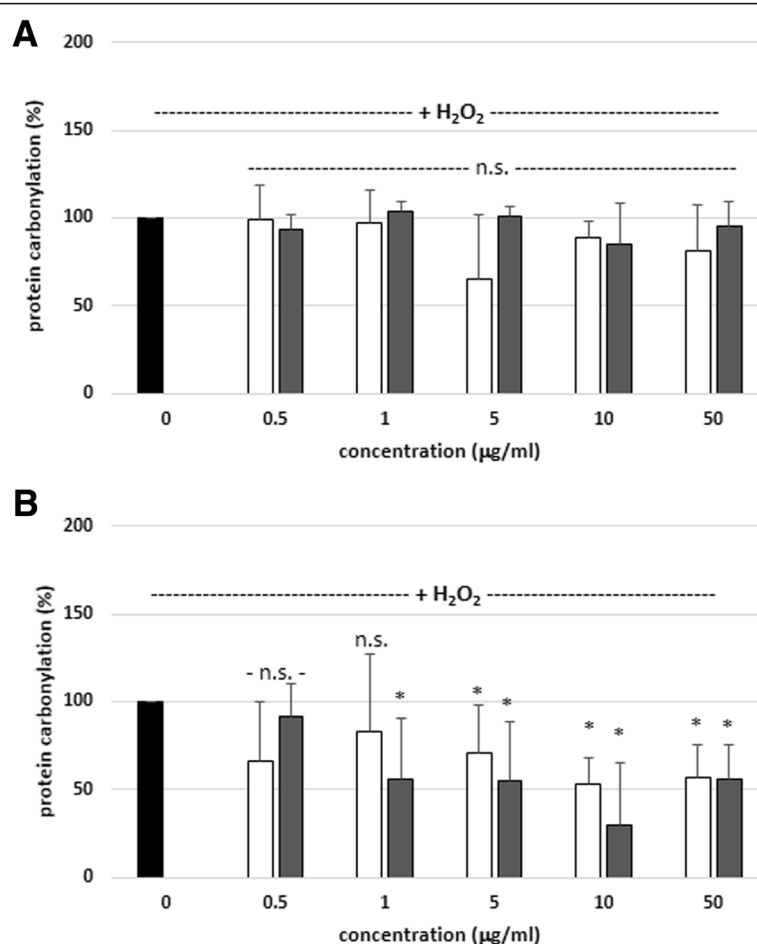 A
200
+ H₂O₂
150
n.s.
100
50
0
0 0.5 1 5 10 50
protein carbonylation (%)
concentration (µg/ml)
B
200
+ H₂O₂
150
n.s.
- n.s. -
* * * * * * *
100
50
0
0 0.5 1 5 10 50
protein carbonylation (%)
concentration (µg/ml)